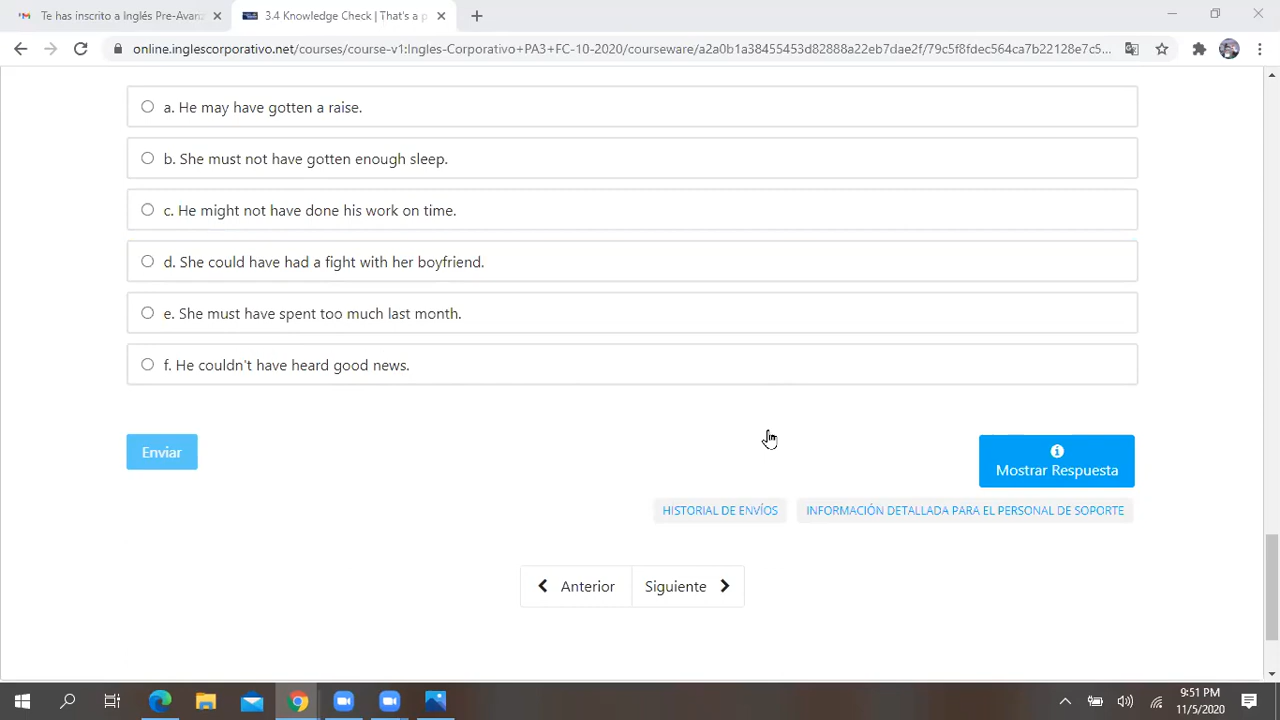 Te has inscrito a Inglés Pre-Avanz
3.4 Knowledge Check | That's a p
online.inglescorporativo.net/courses/course-v1:Ingles-Corporativo+PA3+FC-10-2020/courseware/a2a0b1a38455453d82888a22eb7dae2f/79c5f8fdec564ca7b22128e7c5...
a. He may have gotten a raise.
b. She must not have gotten enough sleep.
c. He might not have done his work on time.
d. She could have had a fight with her boyfriend.
e. She must have spent too much last month.
f. He couldn't have heard good news.
Enviar
Mostrar Respuesta
HISTORIAL DE ENVÍOS
INFORMACIÓN DETALLADA PARA EL PERSONAL DE SOPORTE
Anterior
Siguiente
9:51 PM
11/5/2020